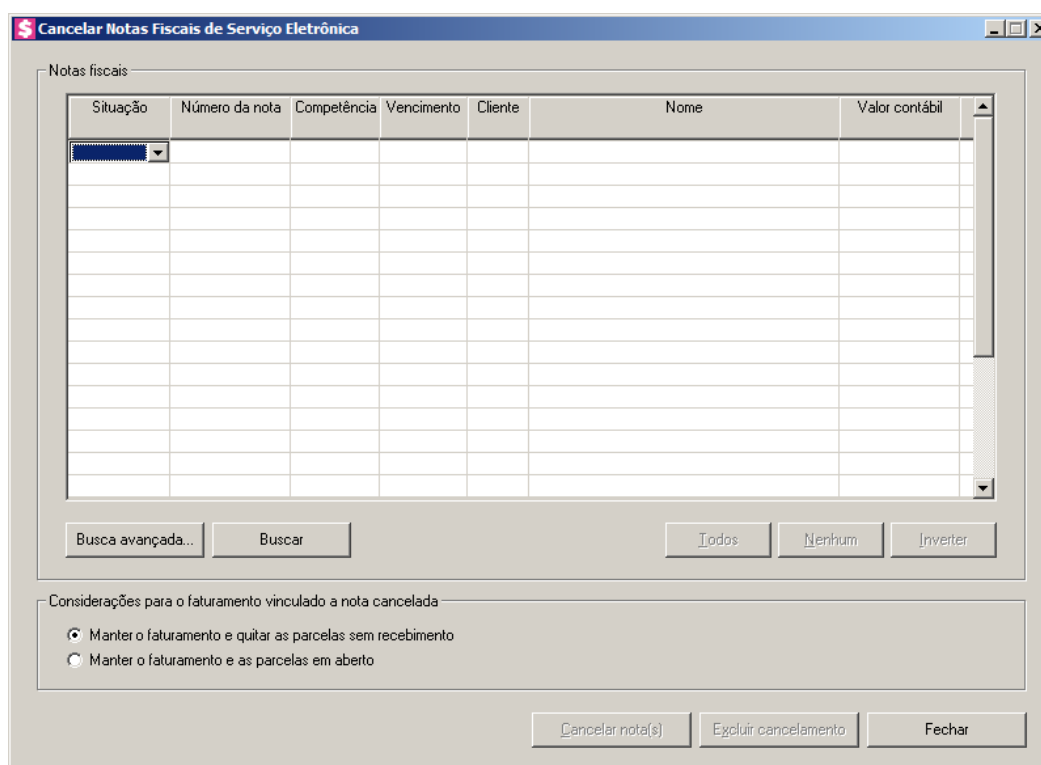 Cancelar Notas Fiscais de Serviço Eletrônica
Notas fiscais
Situação Número da nota Competência Vencimento Cliente Nome Valor contábil
Busca avançada... Buscar Todos Nenhum Inverter
Considerações para o faturamento vinculado a nota cancelada
Manter o faturamento e quitar as parcelas sem recebimento
Manter o faturamento e as parcelas em aberto
Cancelar nota(s) Excluir cancelamento Fechar